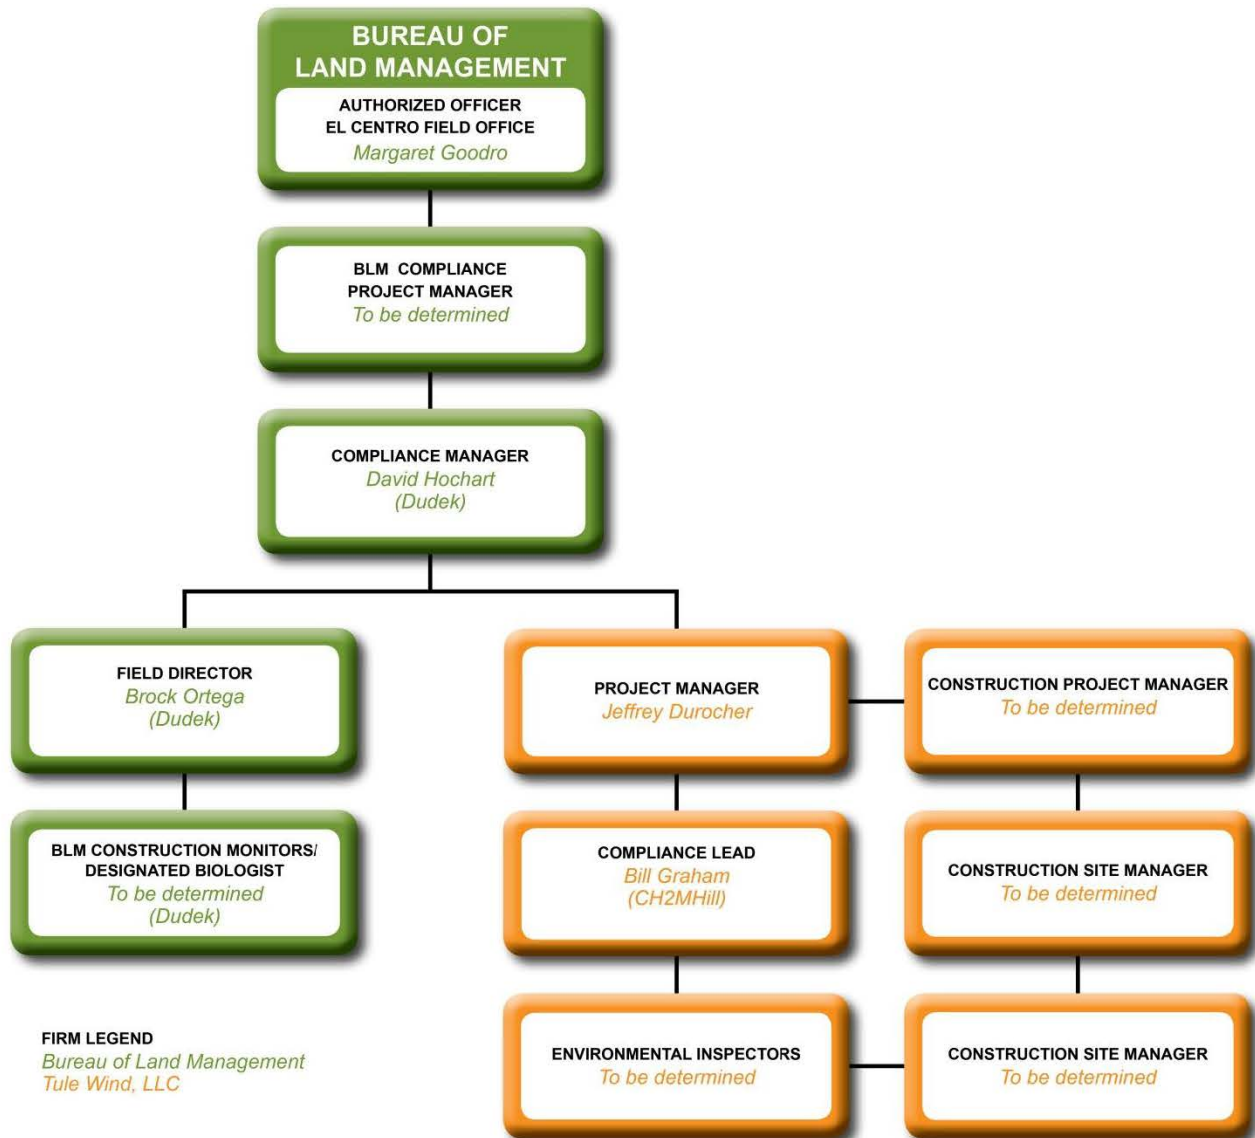 BUREAU OF
LAND MANAGEMENT
AUTHORIZED OFFICER
EL CENTRO FIELD OFFICE
Margaret Goodro
BLM COMPLIANCE
PROJECT MANAGER
To be determined
COMPLIANCE MANAGER
David Hochart
(Dudek)
FIELD DIRECTOR
Brock Ortega
(Dudek)
PROJECT MANAGER
Jeffrey Durocher
CONSTRUCTION PROJECT MANAGER
To be determined
BLM CONSTRUCTION MONITORS/
DESIGNATED BIOLOGIST
To be determined
(Dudek)
COMPLIANCE LEAD
Bill Graham
(CH2MHill)
CONSTRUCTION SITE MANAGER
To be determined
ENVIRONMENTAL INSPECTORS
To be determined
CONSTRUCTION SITE MANAGER
To be determined
FIRM LEGEND
Bureau of Land Management
Tule Wind, LLC